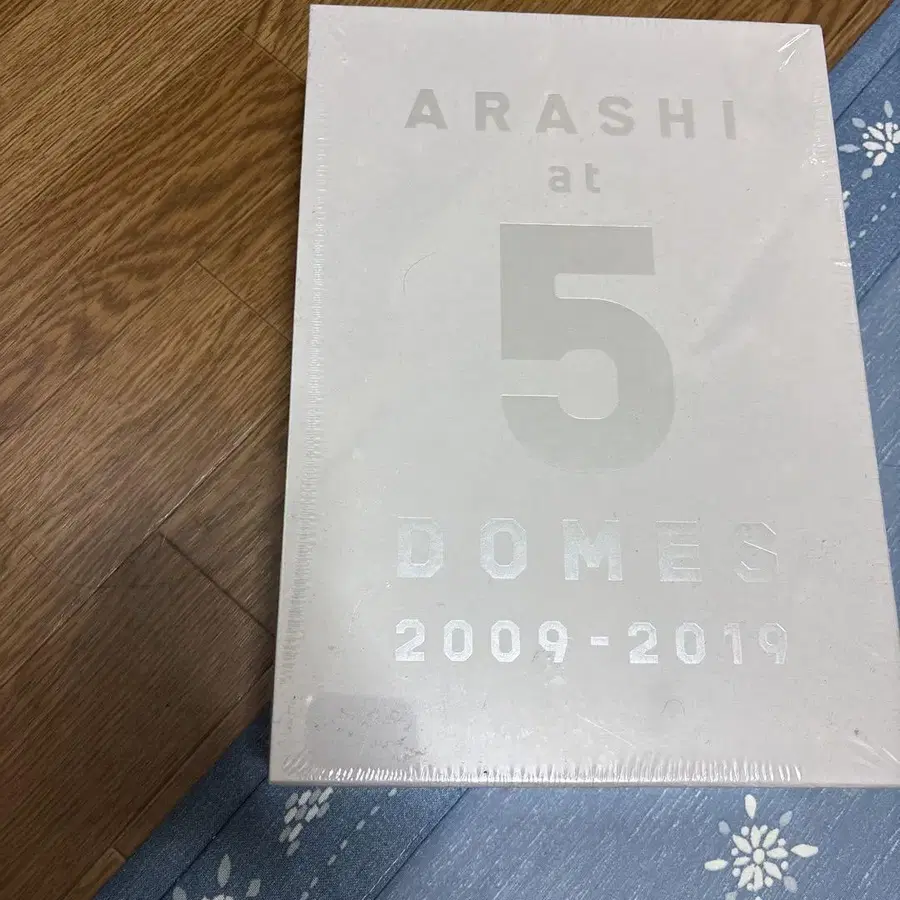 ARASHI
at
5
DOMES
2009-2019